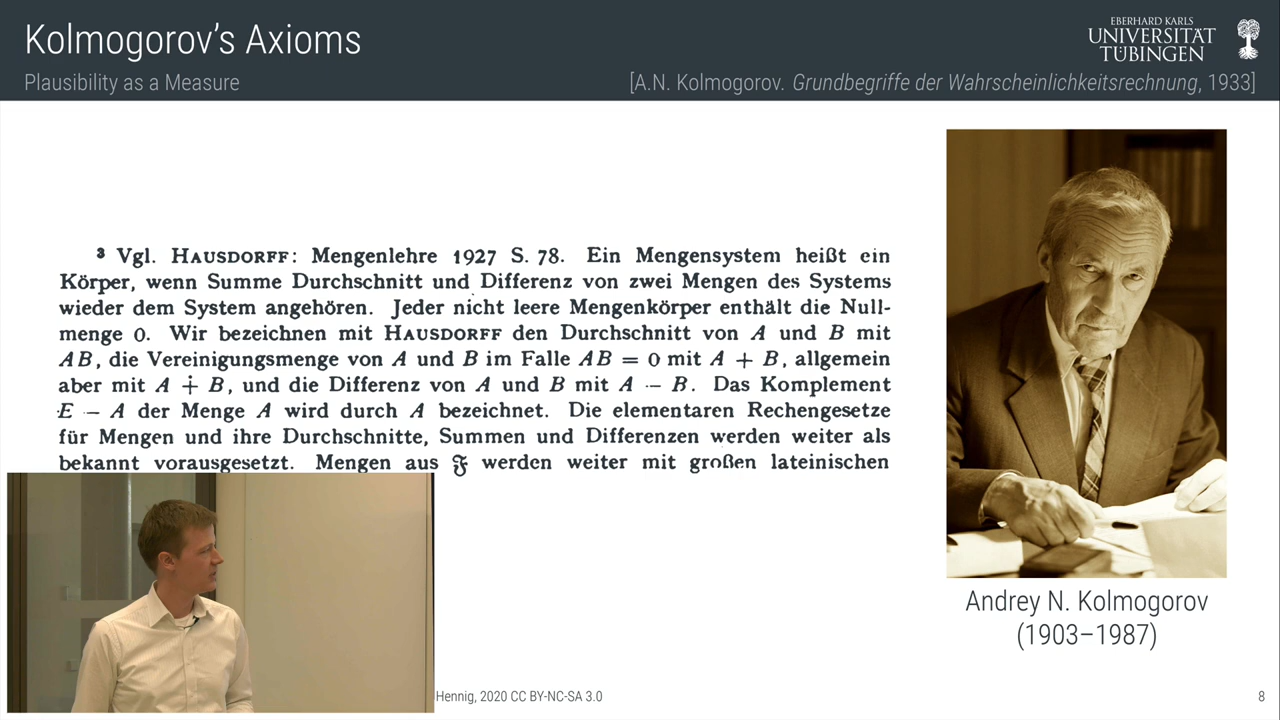 Kolmogorov's Axioms
Plausibility as a Measure
[A.N. Kolmogorov. Grundbegriffe der Wahrscheinlichkeitsrechnung, 1933]
EBERHARD KARLS
UNIVERSITÄT
TÜBINGEN
³ Vgl. HAUSDORFF: Mengenlehre 1927 S. 78. Ein Mengensystem heißt ein
Körper, wenn Summe Durchschnitt und Differenz von zwei Mengen des Systems
wieder dem System angehören. Jeder nicht leere Mengenkörper enthält die Null-
menge 0. Wir bezeichnen mit HAUSDORFF den Durchschnitt von A und B mit
AB, die Vereinigungsmenge von A und B im Falle AB = 0 mit A + B, allgemein
aber mit A ∔ B, und die Differenz von A und B mit A − B. Das Komplement
E − A der Menge A wird durch A bezeichnet. Die elementaren Rechengesetze
für Mengen und ihre Durchschnitte, Summen und Differenzen werden weiter als
bekannt vorausgesetzt. Mengen aus 𝔉 werden weiter mit großen lateinischen
Andrey N. Kolmogorov
(1903–1987)
Hennig, 2020 CC BY-NC-SA 3.0
8